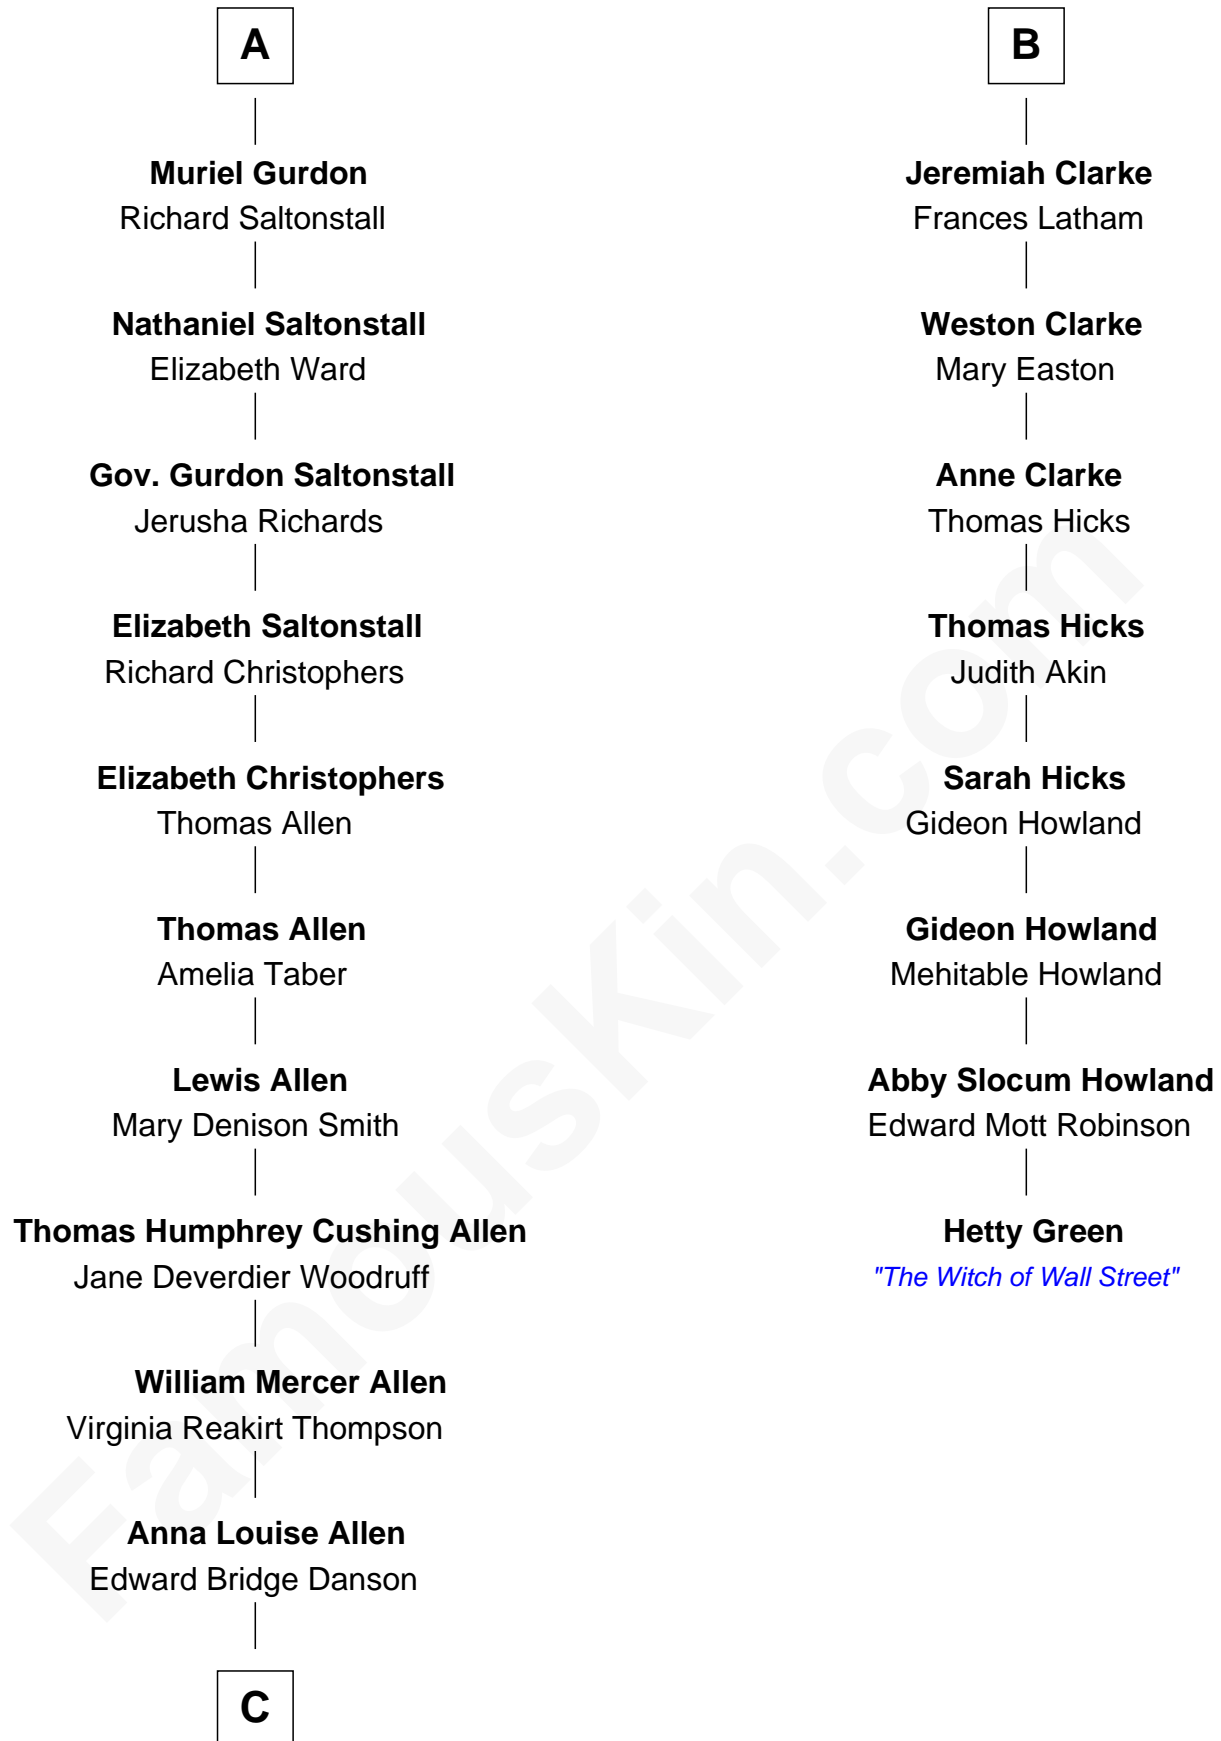 A
Muriel Gurdon
Richard Saltonstall
Nathaniel Saltonstall
Elizabeth Ward
Gov. Gurdon Saltonstall
Jerusha Richards
Elizabeth Saltonstall
Richard Christophers
Elizabeth Christophers
Thomas Allen
Thomas Allen
Amelia Taber
Lewis Allen
Mary Denison Smith
Thomas Humphrey Cushing Allen
Jane Deverdier Woodruff
William Mercer Allen
Virginia Reakirt Thompson
Anna Louise Allen
Edward Bridge Danson
C
B
Jeremiah Clarke
Frances Latham
Weston Clarke
Mary Easton
Anne Clarke
Thomas Hicks
Thomas Hicks
Judith Akin
Sarah Hicks
Gideon Howland
Gideon Howland
Mehitable Howland
Abby Slocum Howland
Edward Mott Robinson
Hetty Green
"The Witch of Wall Street"
FamousKin.com